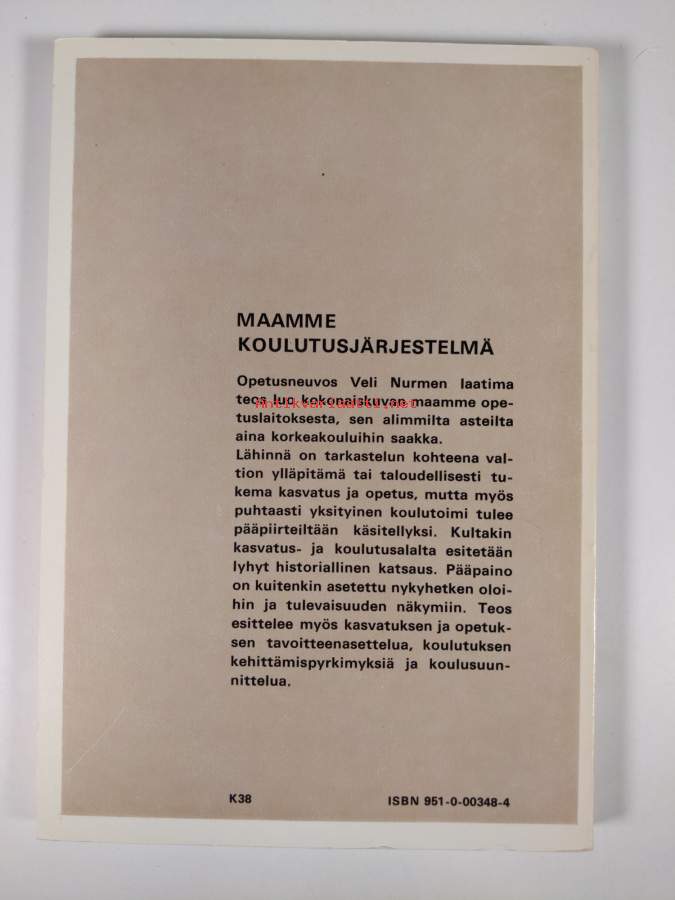 MAAMME
KOULUTUSJÄRJESTELMÄ
Opetusneuvos Veli Nurmen laatima
teos luo kokonaiskuvan maamme ope-
Antikvariaatti.net
tuslaitoksesta, sen alimmilta asteilta
aina korkeakouluihin saakka.
Lähinnä on tarkastelun kohteena val-
tion ylläpitämä tai taloudellisesti tu-
kema kasvatus ja opetus, mutta myös
puhtaasti yksityinen koulutoimi tulee
pääpiirteiltään käsitellyksi. Kultakin
kasvatus- ja koulutusalalta esitetään
lyhyt historiallinen katsaus. Pääpaino
on kuitenkin asetettu nykyhetken oloi-
hin ja tulevaisuuden näkymiin. Teos
esittelee myös kasvatuksen ja opetuk-
sen tavoitteenasettelua, koulutuksen
kehittämispyrkimyksiä ja koulusuun-
nittelua.
K38
ISBN 951-0-00348-4